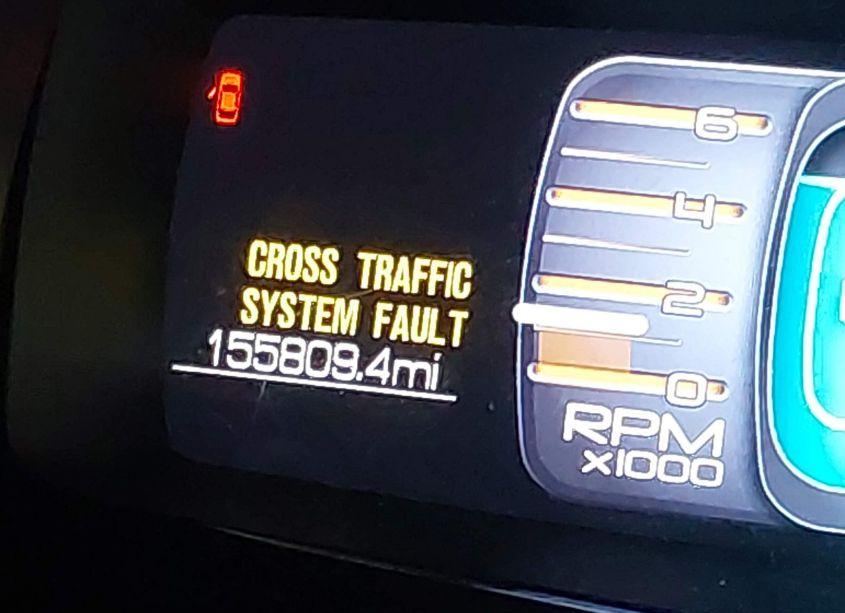 CROSS TRAFFIC
SYSTEM FAULT
155809.4mi
6
4
2
0
RPM
x1000